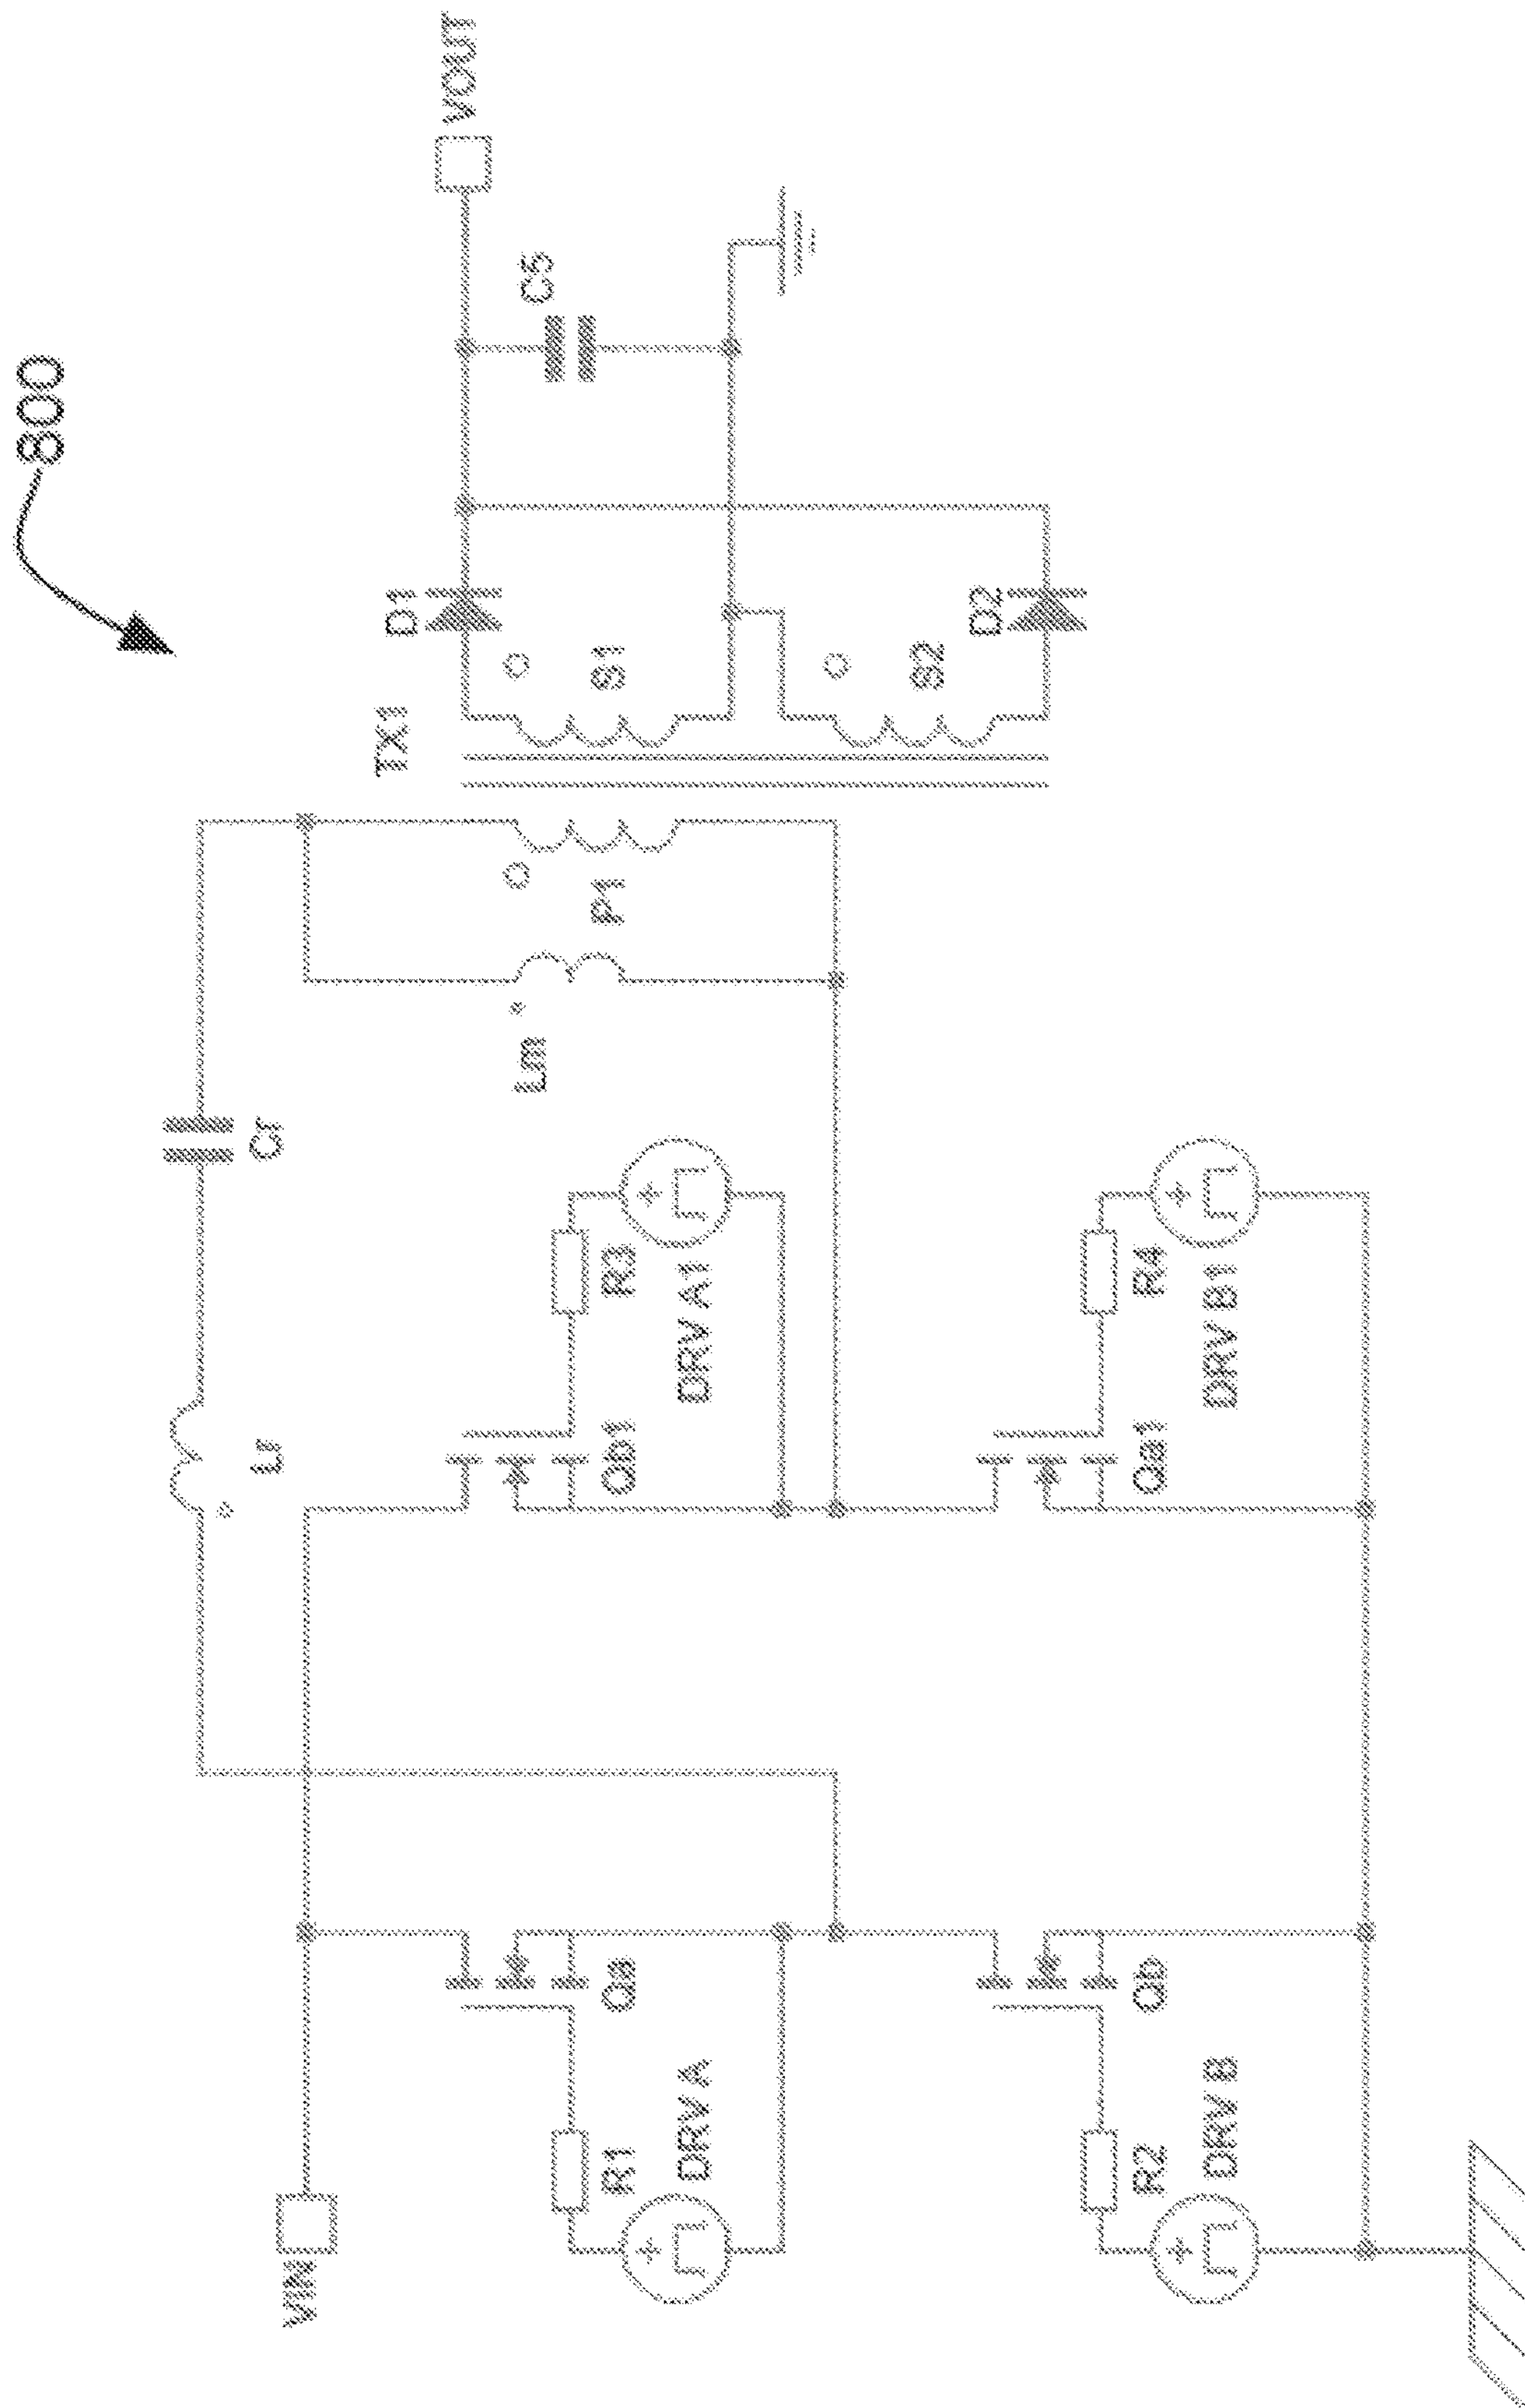 800
VIN
R1
DRV A
Qa
R2
DRV B
Qb
Lr
Cr
Qb1
R3
DRV A1
Qa1
R4
DRV B1
Lm
P1
TX1
S1
S2
D1
D2
C5
VOUT